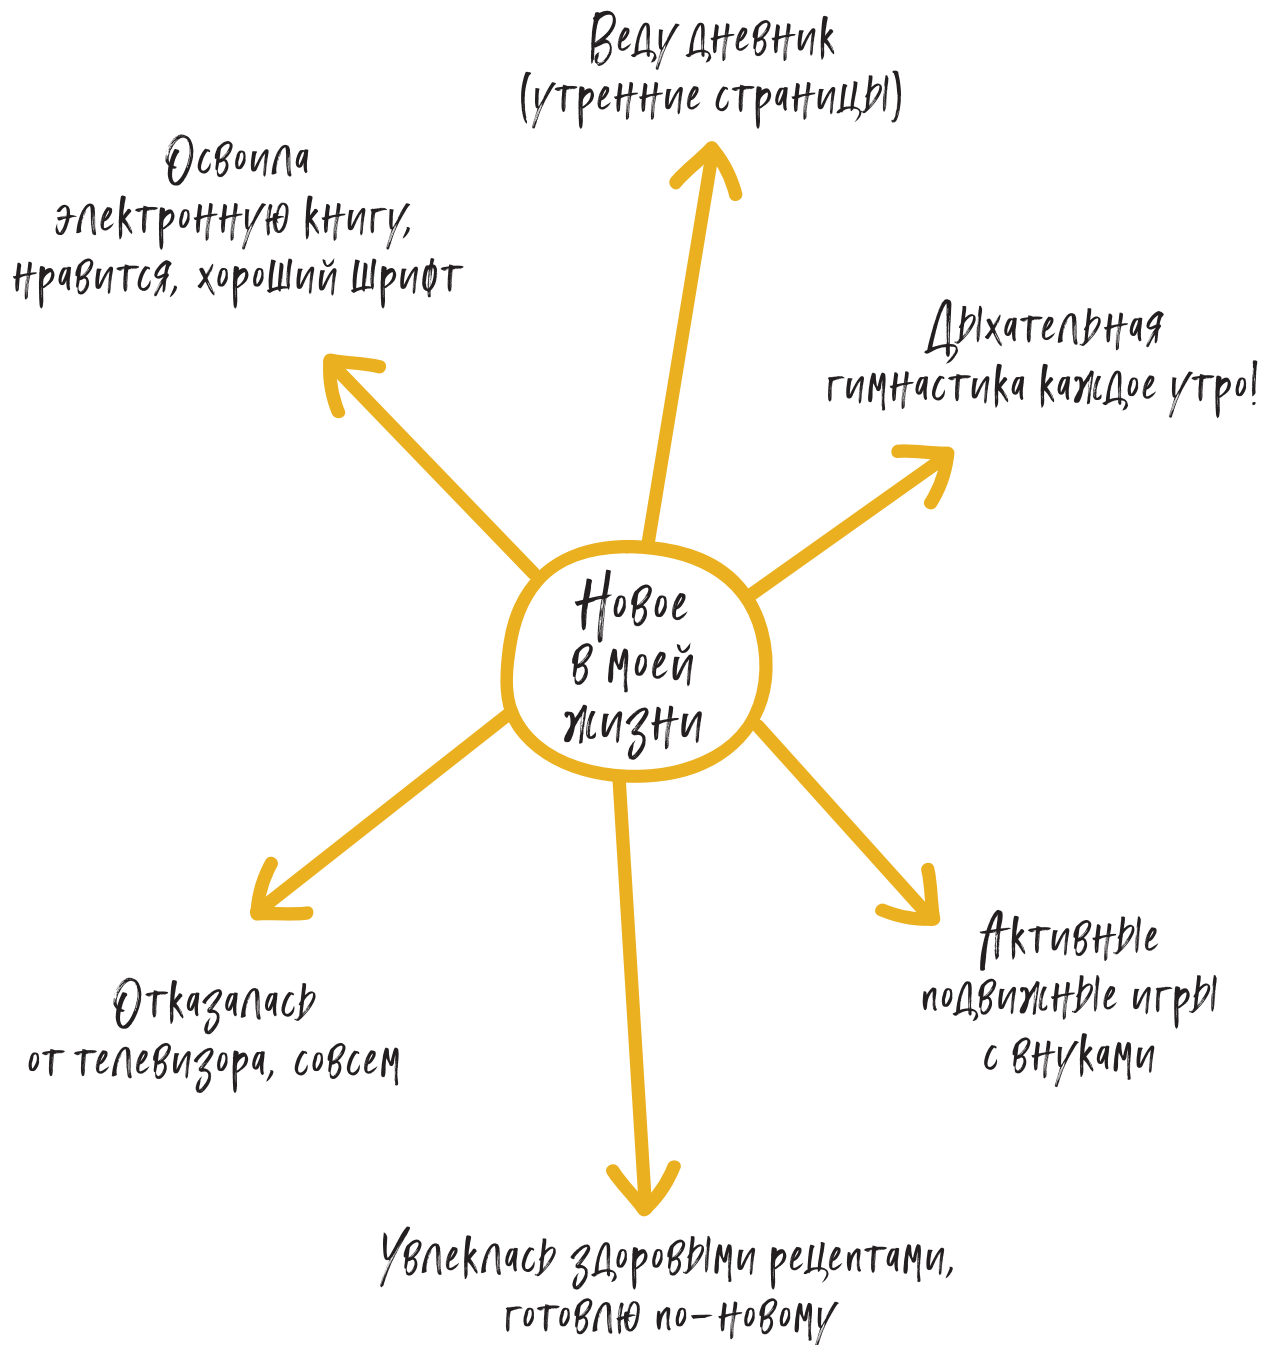 Веду дневник
(утренние страницы)
Освоила
электронную книгу,
нравится, хороший шрифт
Дыхательная
гимнастика каждое утро!
Новое
в моей
жизни
Активные
подвижные игры
с внуками
Отказалась
от телевизора, совсем
Увлеклась здоровыми рецептами,
готовлю по-новому